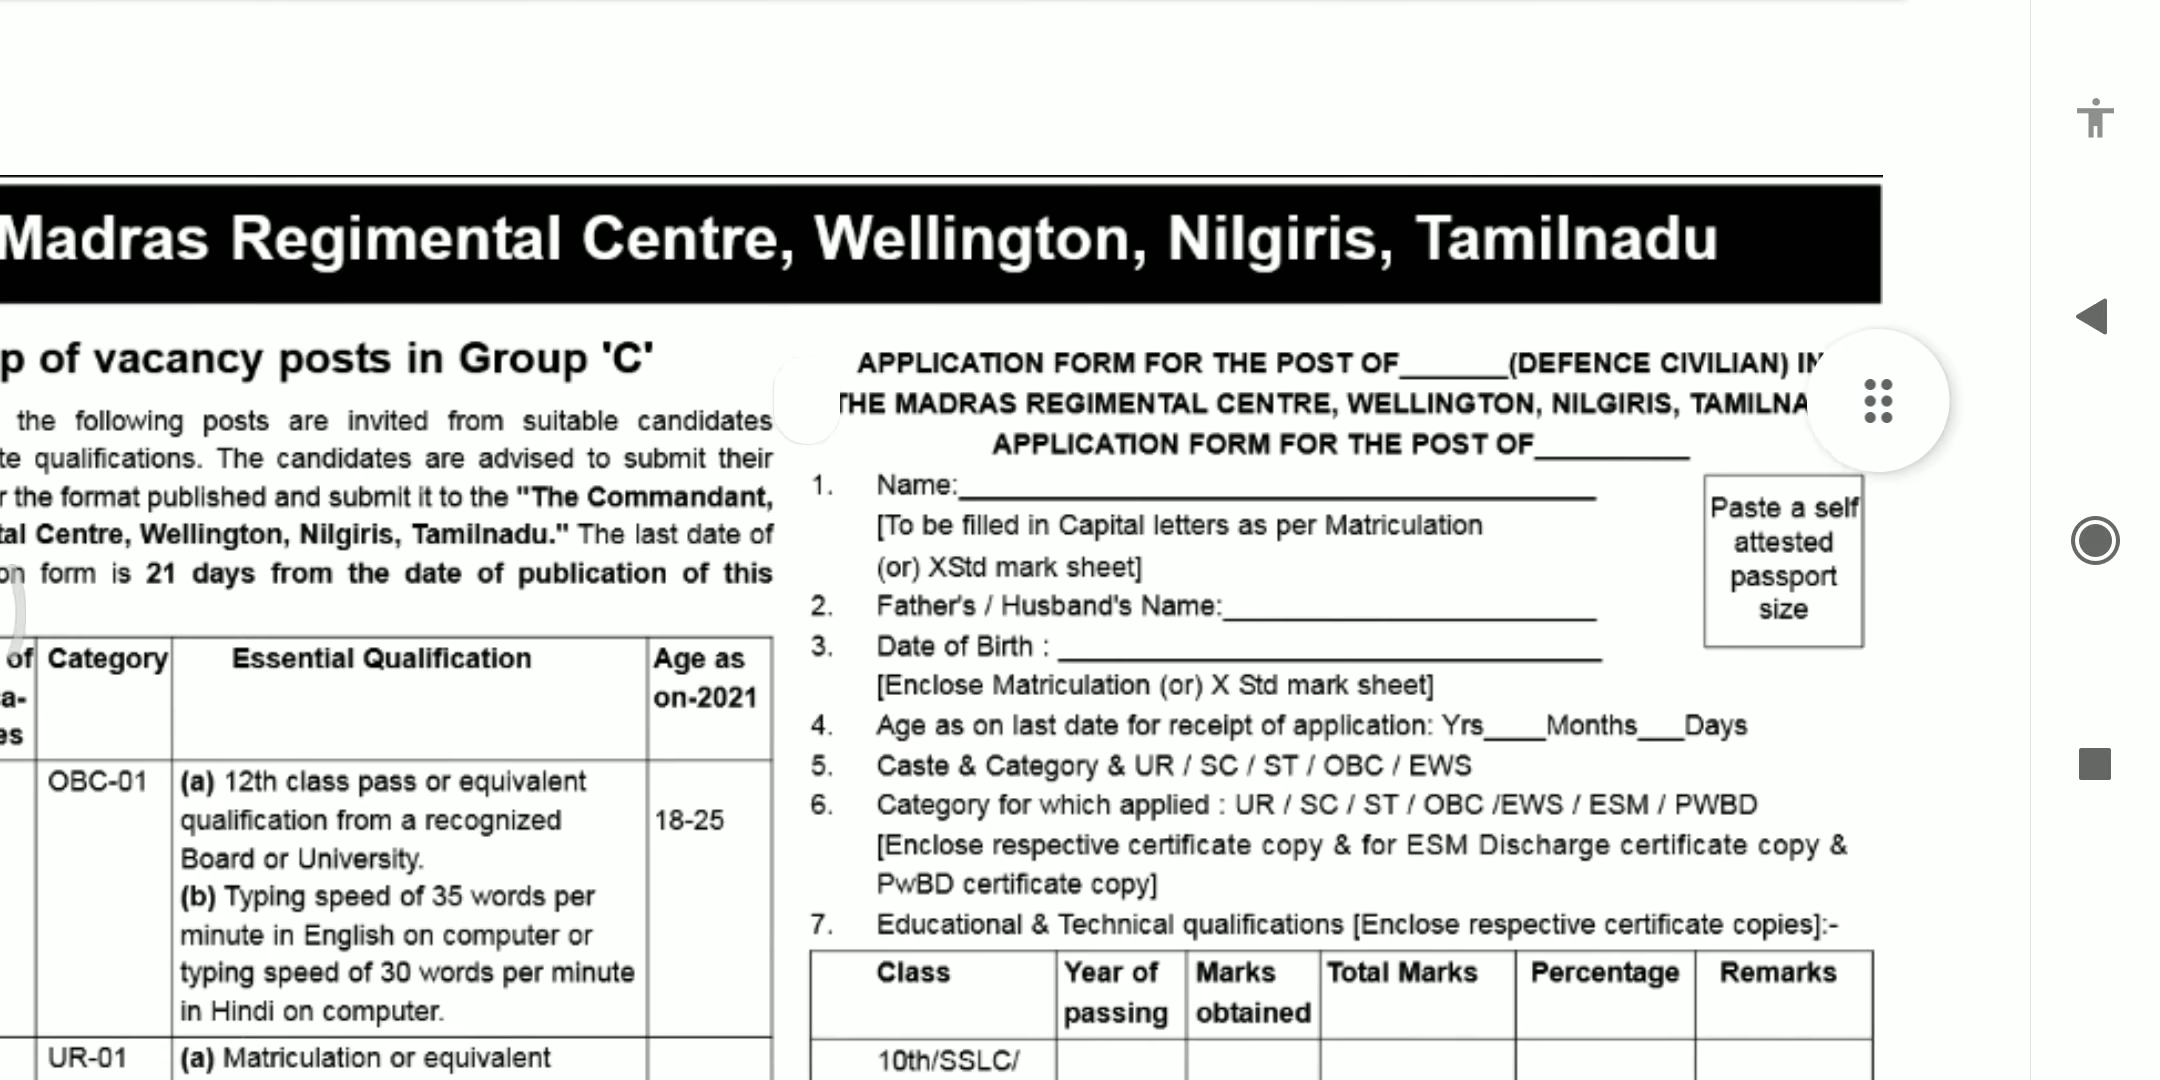 Madras Regimental Centre, Wellington, Nilgiris, Tamilnadu
of vacancy posts in Group 'C'
the following posts are invited from suitable candidates
qualifications. The candidates are advised to submit their
the format published and submit it to the "The Commandant,
Centre, Wellington, Nilgiris, Tamilnadu." The last date of
form is 21 days from the date of publication of this
of
Category
Essential Qualification
Age as
on-2021
OBC-01
(a) 12th class pass or equivalent
qualification from a recognized
Board or University.
(b) Typing speed of 35 words per
minute in English on computer or
typing speed of 30 words per minute
in Hindi on computer.
18-25
UR-01
(a) Matriculation or equivalent
APPLICATION FORM FOR THE POST OF______(DEFENCE CIVILIAN) IN
THE MADRAS REGIMENTAL CENTRE, WELLINGTON, NILGIRIS, TAMILNA
APPLICATION FORM FOR THE POST OF_________
Paste a self
attested
passport
size
1. Name:____________________
[To be filled in Capital letters as per Matriculation
(or) XStd mark sheet]
2. Father's / Husband's Name:____________________
3. Date of Birth : ____________________
[Enclose Matriculation (or) X Std mark sheet]
4. Age as on last date for receipt of application: Yrs____Months___Days
5. Caste & Category & UR / SC / ST / OBC / EWS
6. Category for which applied : UR / SC / ST / OBC /EWS / ESM / PWBD
[Enclose respective certificate copy & for ESM Discharge certificate copy &
PwBD certificate copy]
7. Educational & Technical qualifications [Enclose respective certificate copies]:-
Class
Year of
passing
Marks
obtained
Total Marks
Percentage
Remarks
10th/SSLC/